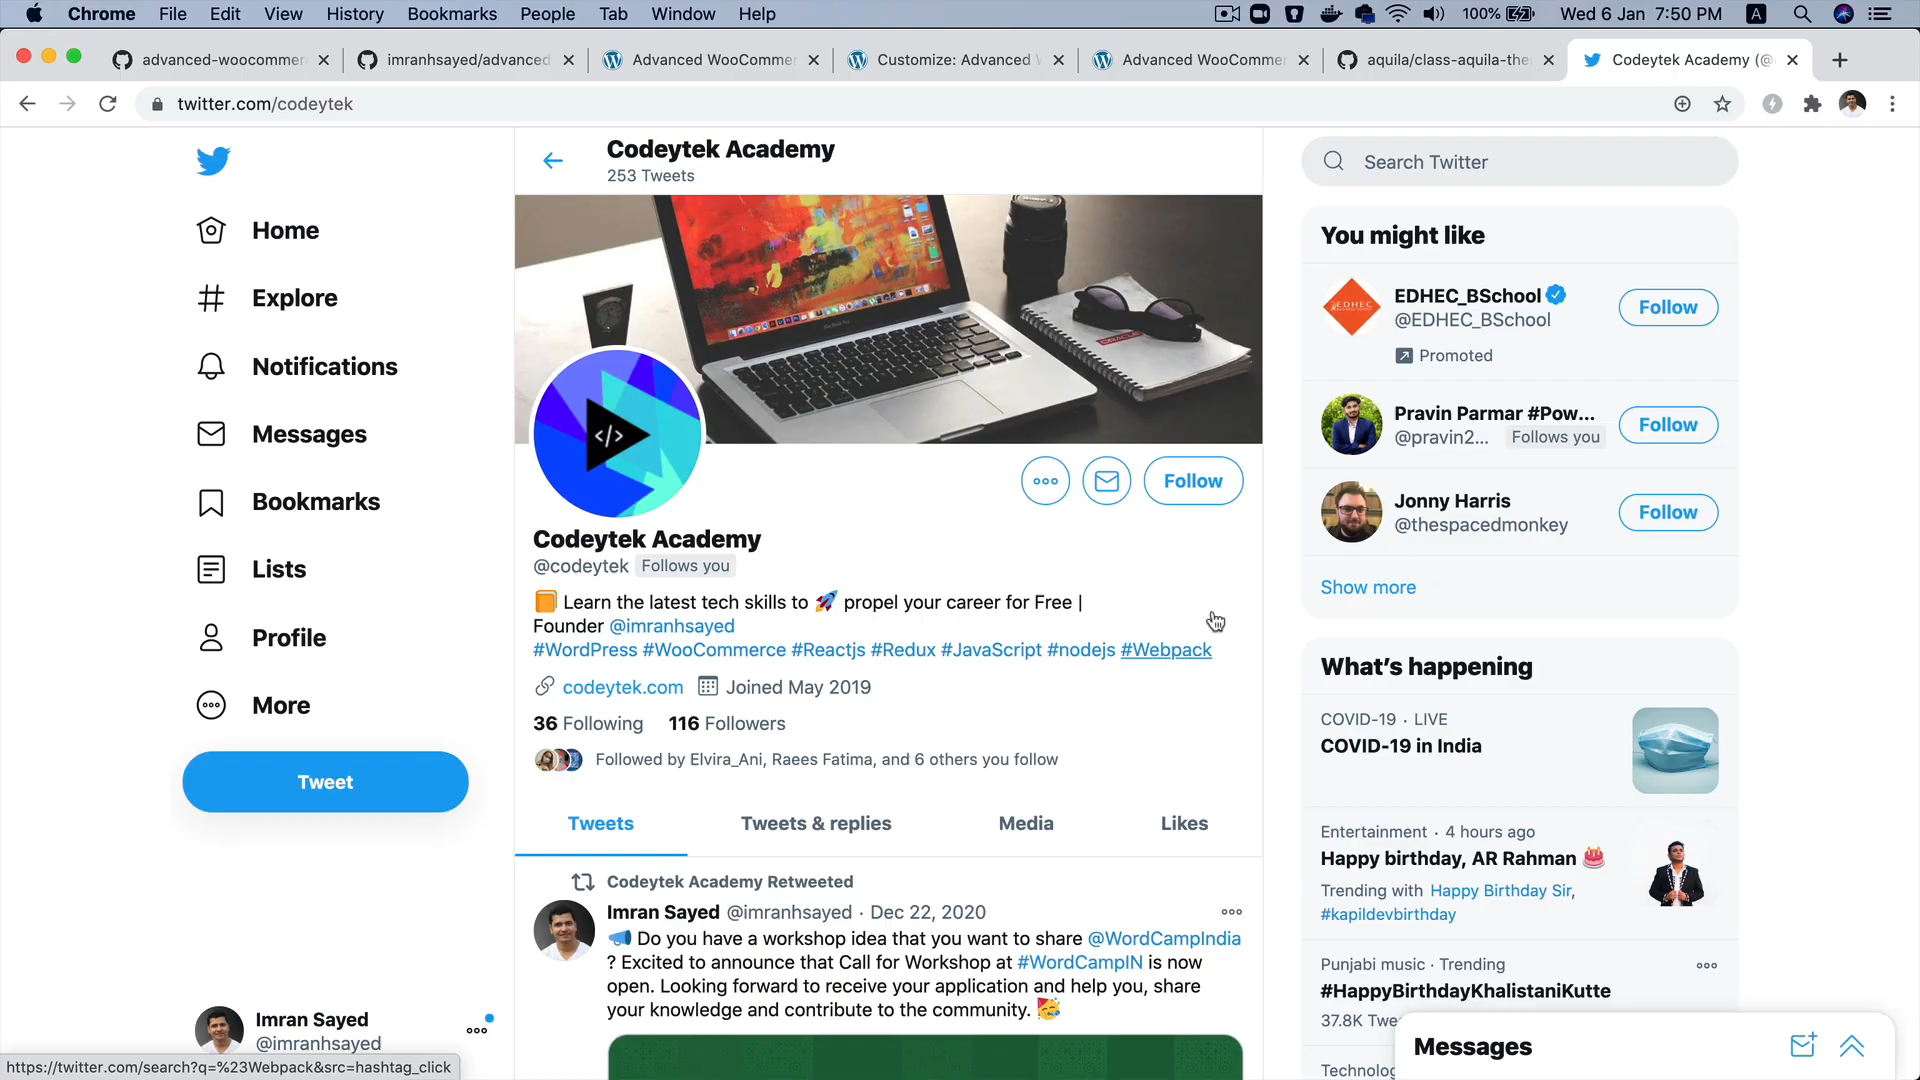 Chrome File Edit View History Bookmarks People Tab Window Help
100% Wed 6 Jan 7:50 PM A
advanced-woocommer
imranhsayed/advanced
Advanced WooCommer
Customize: Advanced
Advanced WooCommer
aquila/class-aquila-the
Codeytek Academy (@
twitter.com/codeytek
Home
Explore
Notifications
Messages
Bookmarks
Lists
Profile
More
Tweet
Imran Sayed
@imranhsayed
https://twitter.com/search?q=%23Webpack&src=hashtag_click
Codeytek Academy
253 Tweets
ORACLE
</>
Follow
Codeytek Academy
@codeytek Follows you
📙 Learn the latest tech skills to 🚀 propel your career for Free |
Founder @imranhsayed
#WordPress #WooCommerce #Reactjs #Redux #JavaScript #nodejs #Webpack
codeytek.com Joined May 2019
36 Following 116 Followers
Followed by Elvira_Ani, Raees Fatima, and 6 others you follow
Tweets Tweets & replies Media Likes
Codeytek Academy Retweeted
Imran Sayed @imranhsayed · Dec 22, 2020
📣 Do you have a workshop idea that you want to share @WordCampIndia
? Excited to announce that Call for Workshop at #WordCampIN is now
open. Looking forward to receive your application and help you, share
your knowledge and contribute to the community. 🥳
Search Twitter
You might like
EDHEC
EDHEC_BSchool
@EDHEC_BSchool
Promoted
Follow
Pravin Parmar #Pow...
@pravin2... Follows you
Follow
Jonny Harris
@thespacedmonkey
Follow
Show more
What's happening
COVID-19 · LIVE
COVID-19 in India
Entertainment · 4 hours ago
Happy birthday, AR Rahman 🎂
Trending with Happy Birthday Sir,
#kapildevbirthday
Punjabi music · Trending
#HappyBirthdayKhalistaniKutte
37.8K Twe
Technolog
Messages